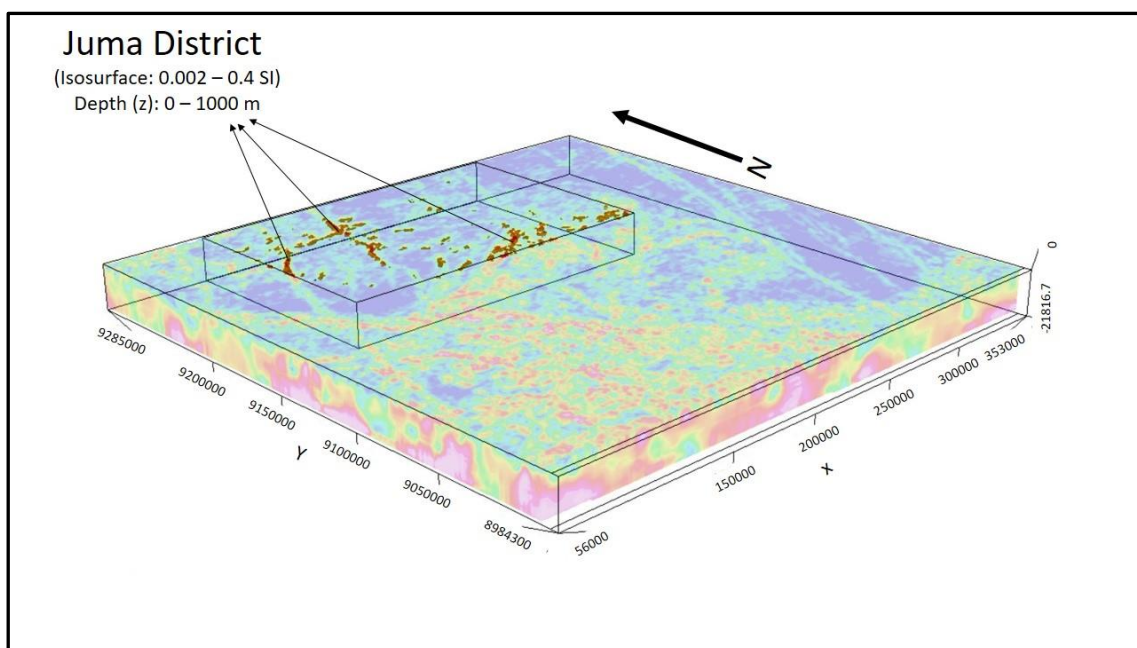 Juma District
(Isosurface: 0.002 – 0.4 SI)
Depth (z): 0 – 1000 m
N
0
-21816.7
9285000
9200000
9150000
9100000
9050000
8984300
Y
353000
300000
250000
200000
150000
56000
x